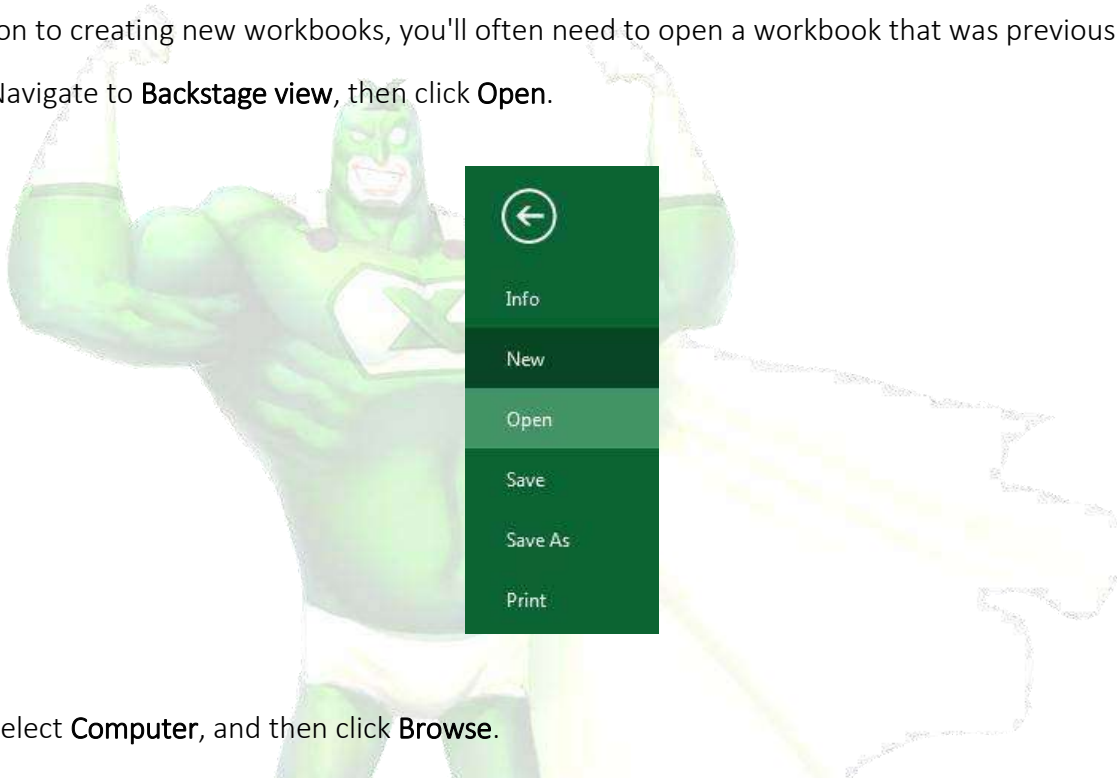 on to creating new workbooks, you'll often need to open a workbook that was previous
Navigate to Backstage view, then click Open.
X
Info
New
Open
Save
Save As
Print
elect Computer, and then click Browse.